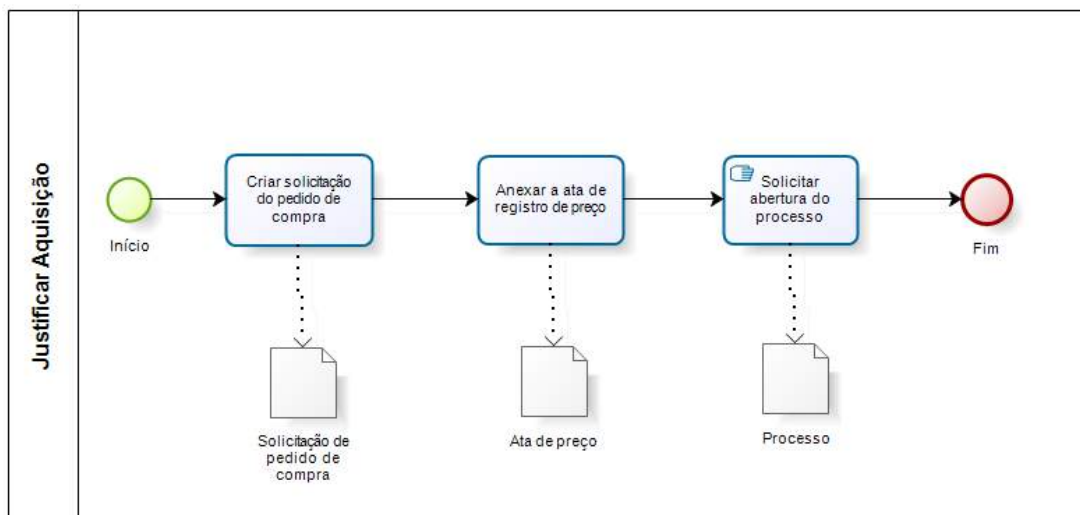 Justificar Aquisição
Início
Criar solicitação
do pedido de
compra
Anexar a ata de
registro de preço
Solicitar
abertura do
processo
Fim
Solicitação de
pedido de
compra
Ata de preço
Processo